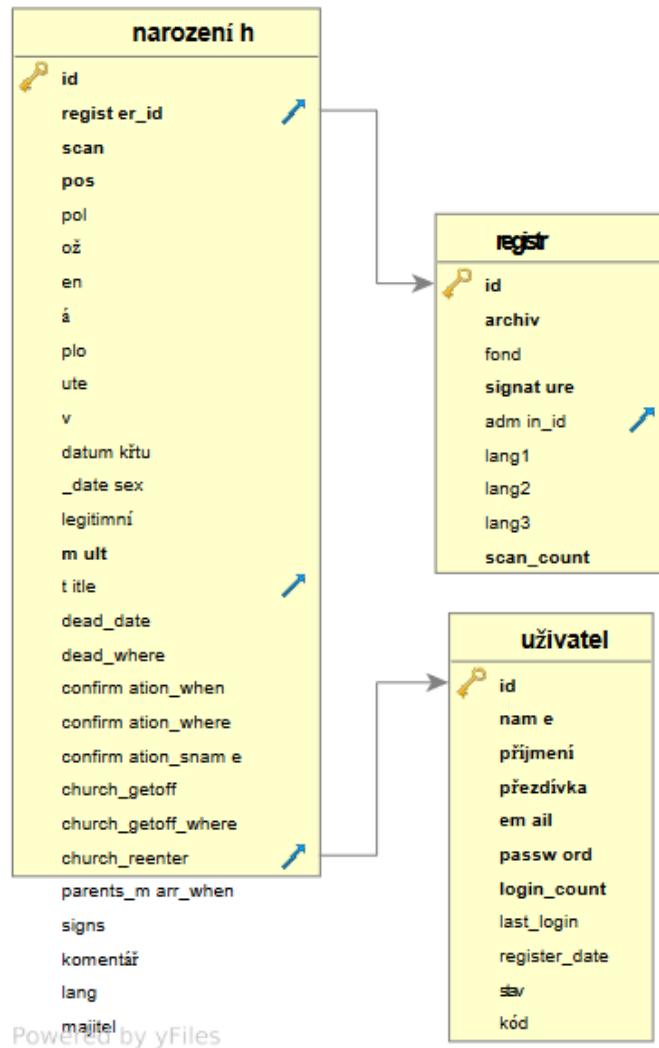 narození h
id
regist er_id
scan
pos
pol
ož
en
á
plo
ute
v
datum křtu
_date sex
legitimní
m ult
t itle
dead_date
dead_where
confirm ation_when
confirm ation_where
confirm ation_snam e
church_getoff
church_getoff_where
church_reenter
parents_m arr_when
signs
komentář
lang
majitel
registr
id
archiv
fond
signat ure
adm in_id
lang1
lang2
lang3
scan_count
uživatel
id
nam e
příjmení
přezdívka
em ail
passw ord
login_count
last_login
register_date
stav
kód
Powered by yFiles